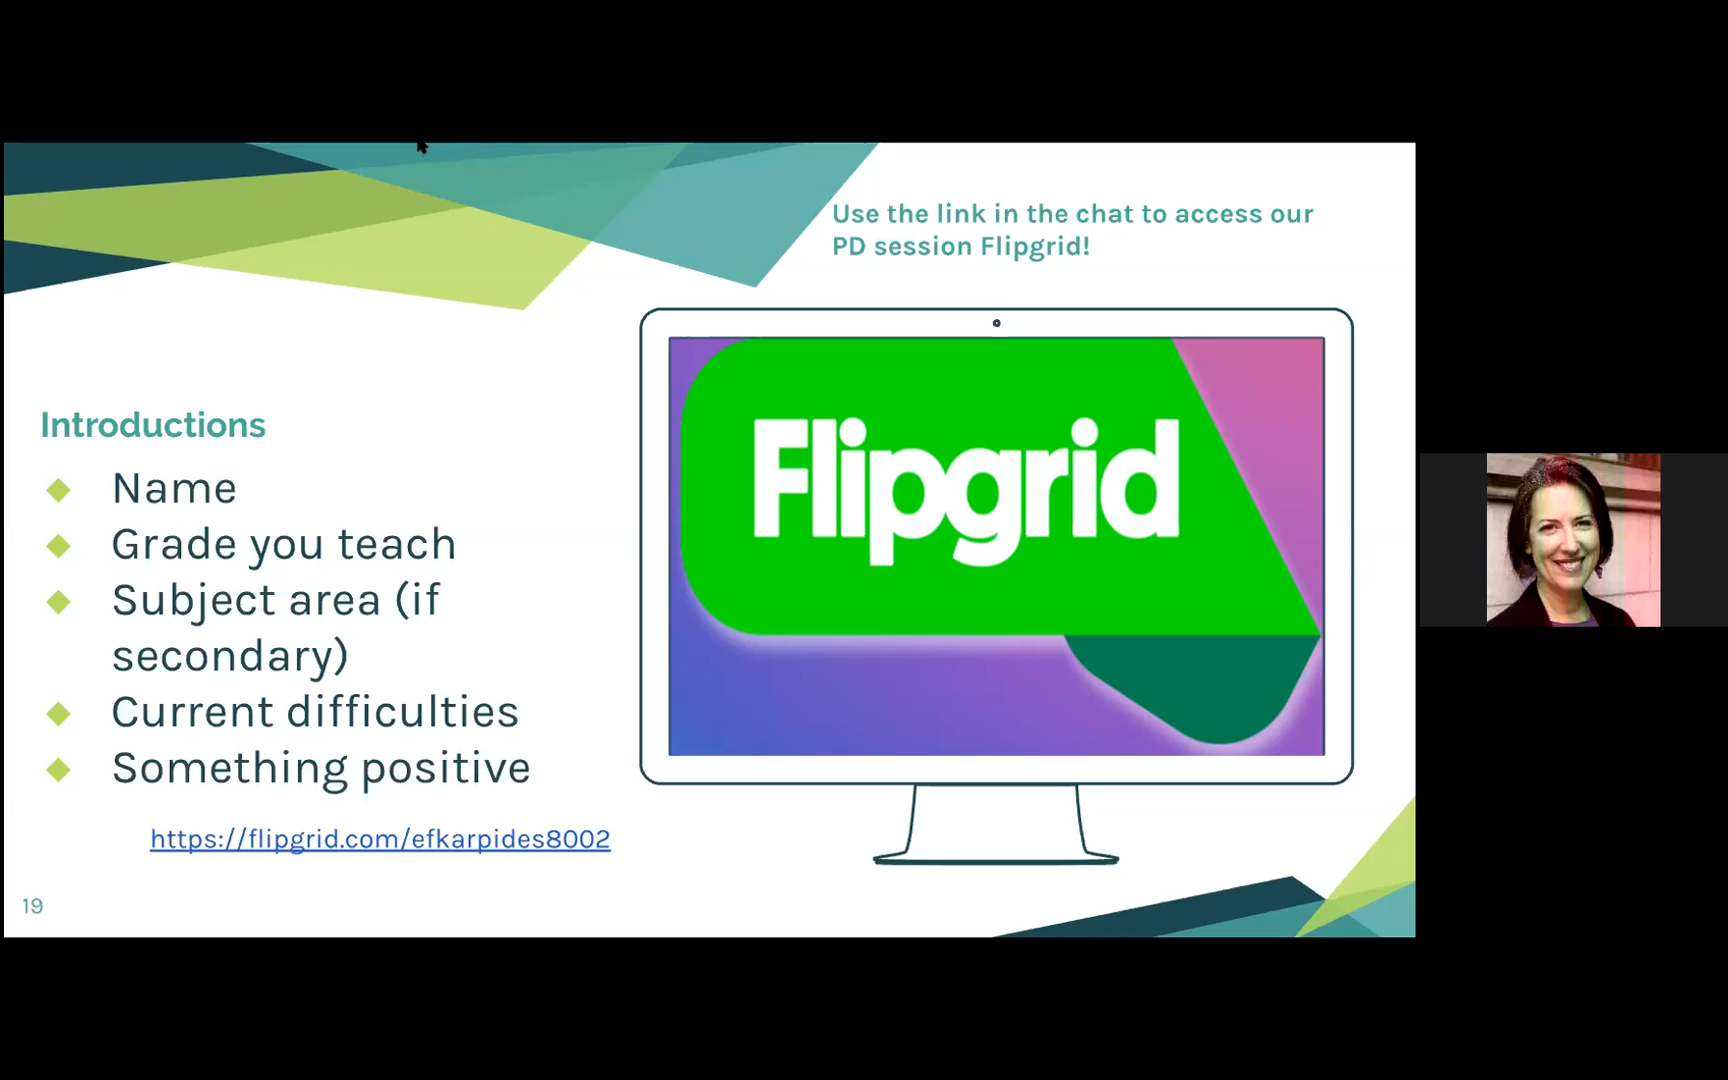 Use the link in the chat to access our
PD session Flipgrid!
Flipgrid
Introductions
Name
Grade you teach
Subject area (if
secondary)
Current difficulties
Something positive
https://flipgrid.com/efkarpides8002
19